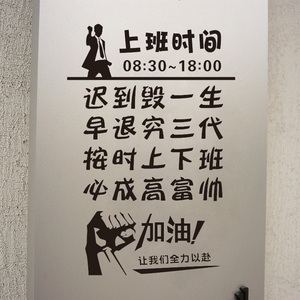 上班时间
08:30~18:00
迟到毁一生
早退穷三代
按时上下班
必成高富帅
加油!
让我们全力以赴